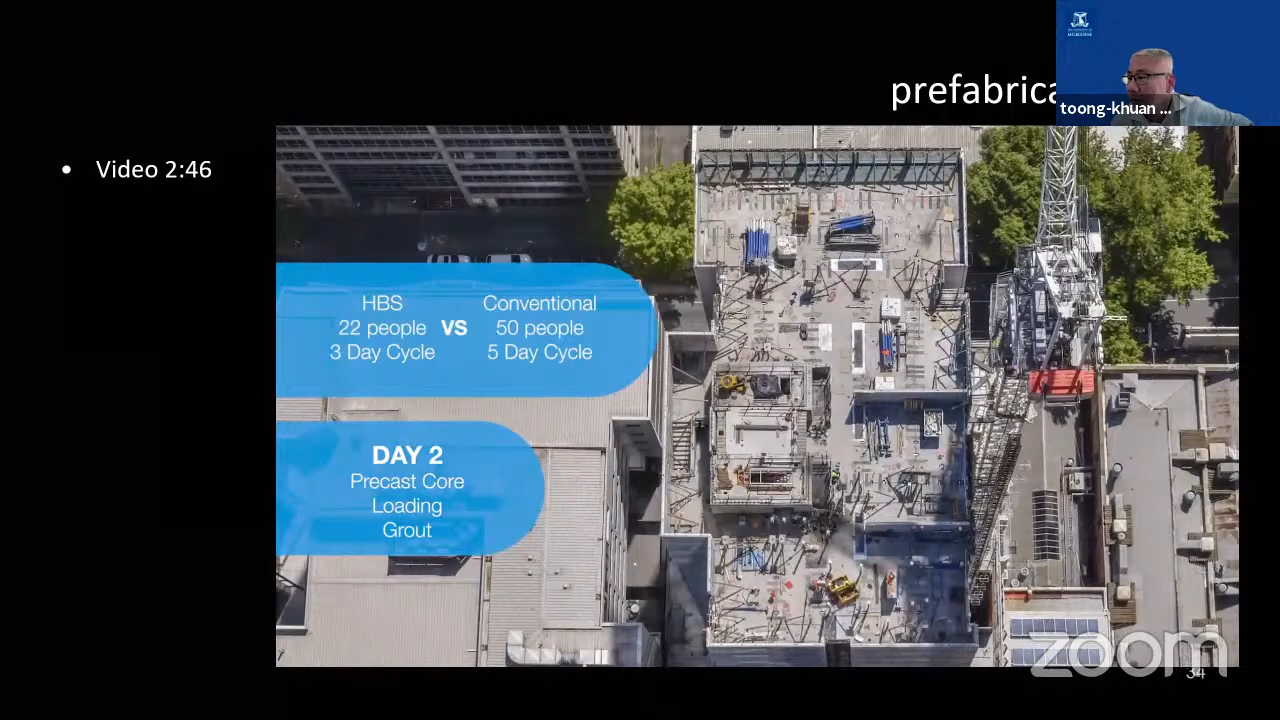 prefabrica
toong-khuan ...
MELBOURNE
• Video 2:46
HBS
22 people
3 Day Cycle
VS
Conventional
50 people
5 Day Cycle
DAY 2
Precast Core
Loading
Grout
zoom
34